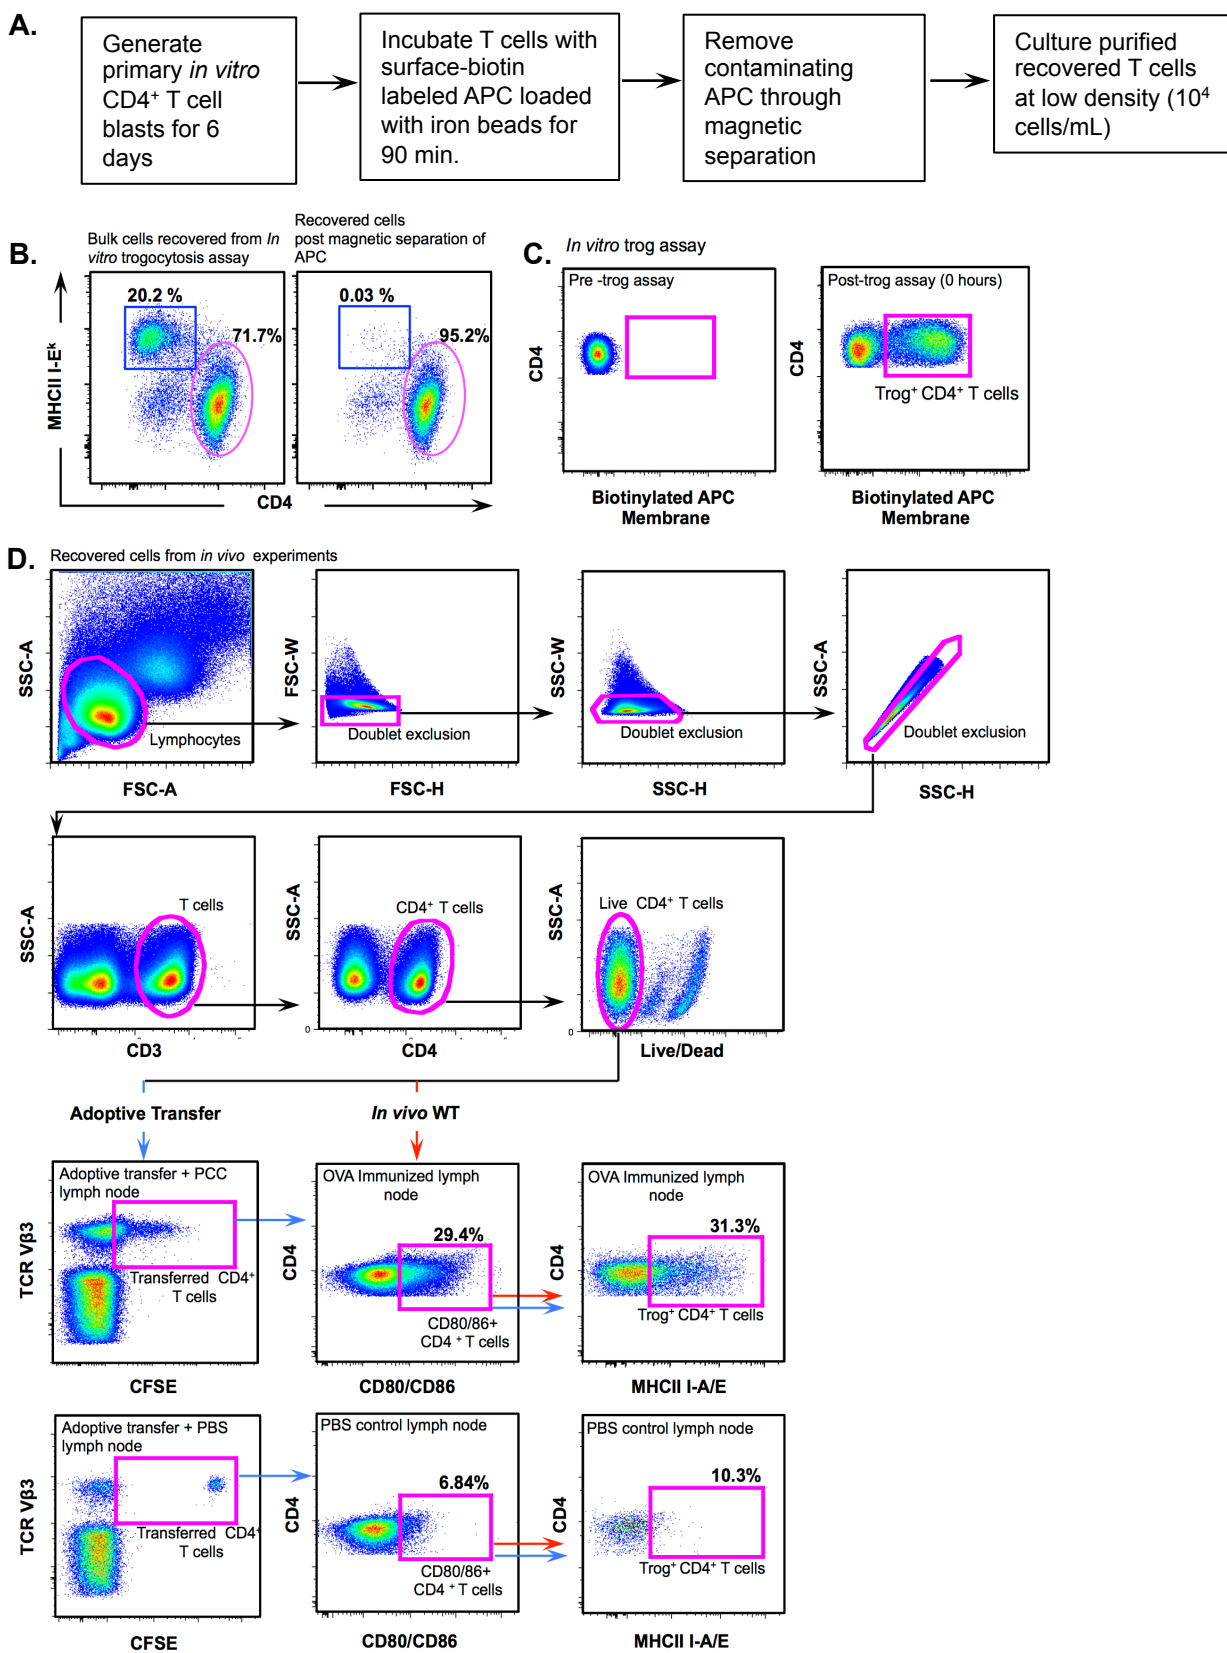 A.
Generate
primary in vitro
CD4+ T cell
blasts for 6
days
Incubate T cells with
surface-biotin
labeled APC loaded
with iron beads for
90 min.
Remove
contaminating
APC through
magnetic
separation
Culture purified
recovered T cells
at low density (10⁴
cells/mL)
B.
Bulk cells recovered from In
vitro trogocytosis assay
Recovered cells
post magnetic separation of
APC
20.2 %
71.7%
0.03 %
95.2%
MHCII I-Eᵏ
CD4
C.
In vitro trog assay
Pre -trog assay
CD4
Biotinylated APC
Membrane
Post-trog assay (0 hours)
CD4
Trog⁺ CD4⁺ T cells
Biotinylated APC
Membrane
D.
Recovered cells from in vivo experiments
SSC-A
Lymphocytes
FSC-A
FSC-W
Doublet exclusion
FSC-H
SSC-W
Doublet exclusion
SSC-H
SSC-A
Doublet exclusion
SSC-H
SSC-A
T cells
CD3
SSC-A
CD4⁺ T cells
0
CD4
SSC-A
Live CD4⁺ T cells
0
Live/Dead
Adoptive Transfer
In vivo WT
Adoptive transfer + PCC
lymph node
TCR Vβ3
Transferred CD4⁺
T cells
CFSE
OVA Immunized lymph
node
29.4%
CD4
CD80/86+
CD4 ⁺ T cells
CD80/CD86
OVA Immunized lymph
node
31.3%
CD4
Trog⁺ CD4⁺ T cells
MHCII I-A/E
Adoptive transfer + PBS
lymph node
TCR Vβ3
Transferred CD4⁺
T cells
CFSE
PBS control lymph node
6.84%
CD4
CD80/86+
CD4 ⁺ T cells
CD80/CD86
PBS control lymph node
10.3%
CD4
Trog⁺ CD4⁺ T cells
MHCII I-A/E